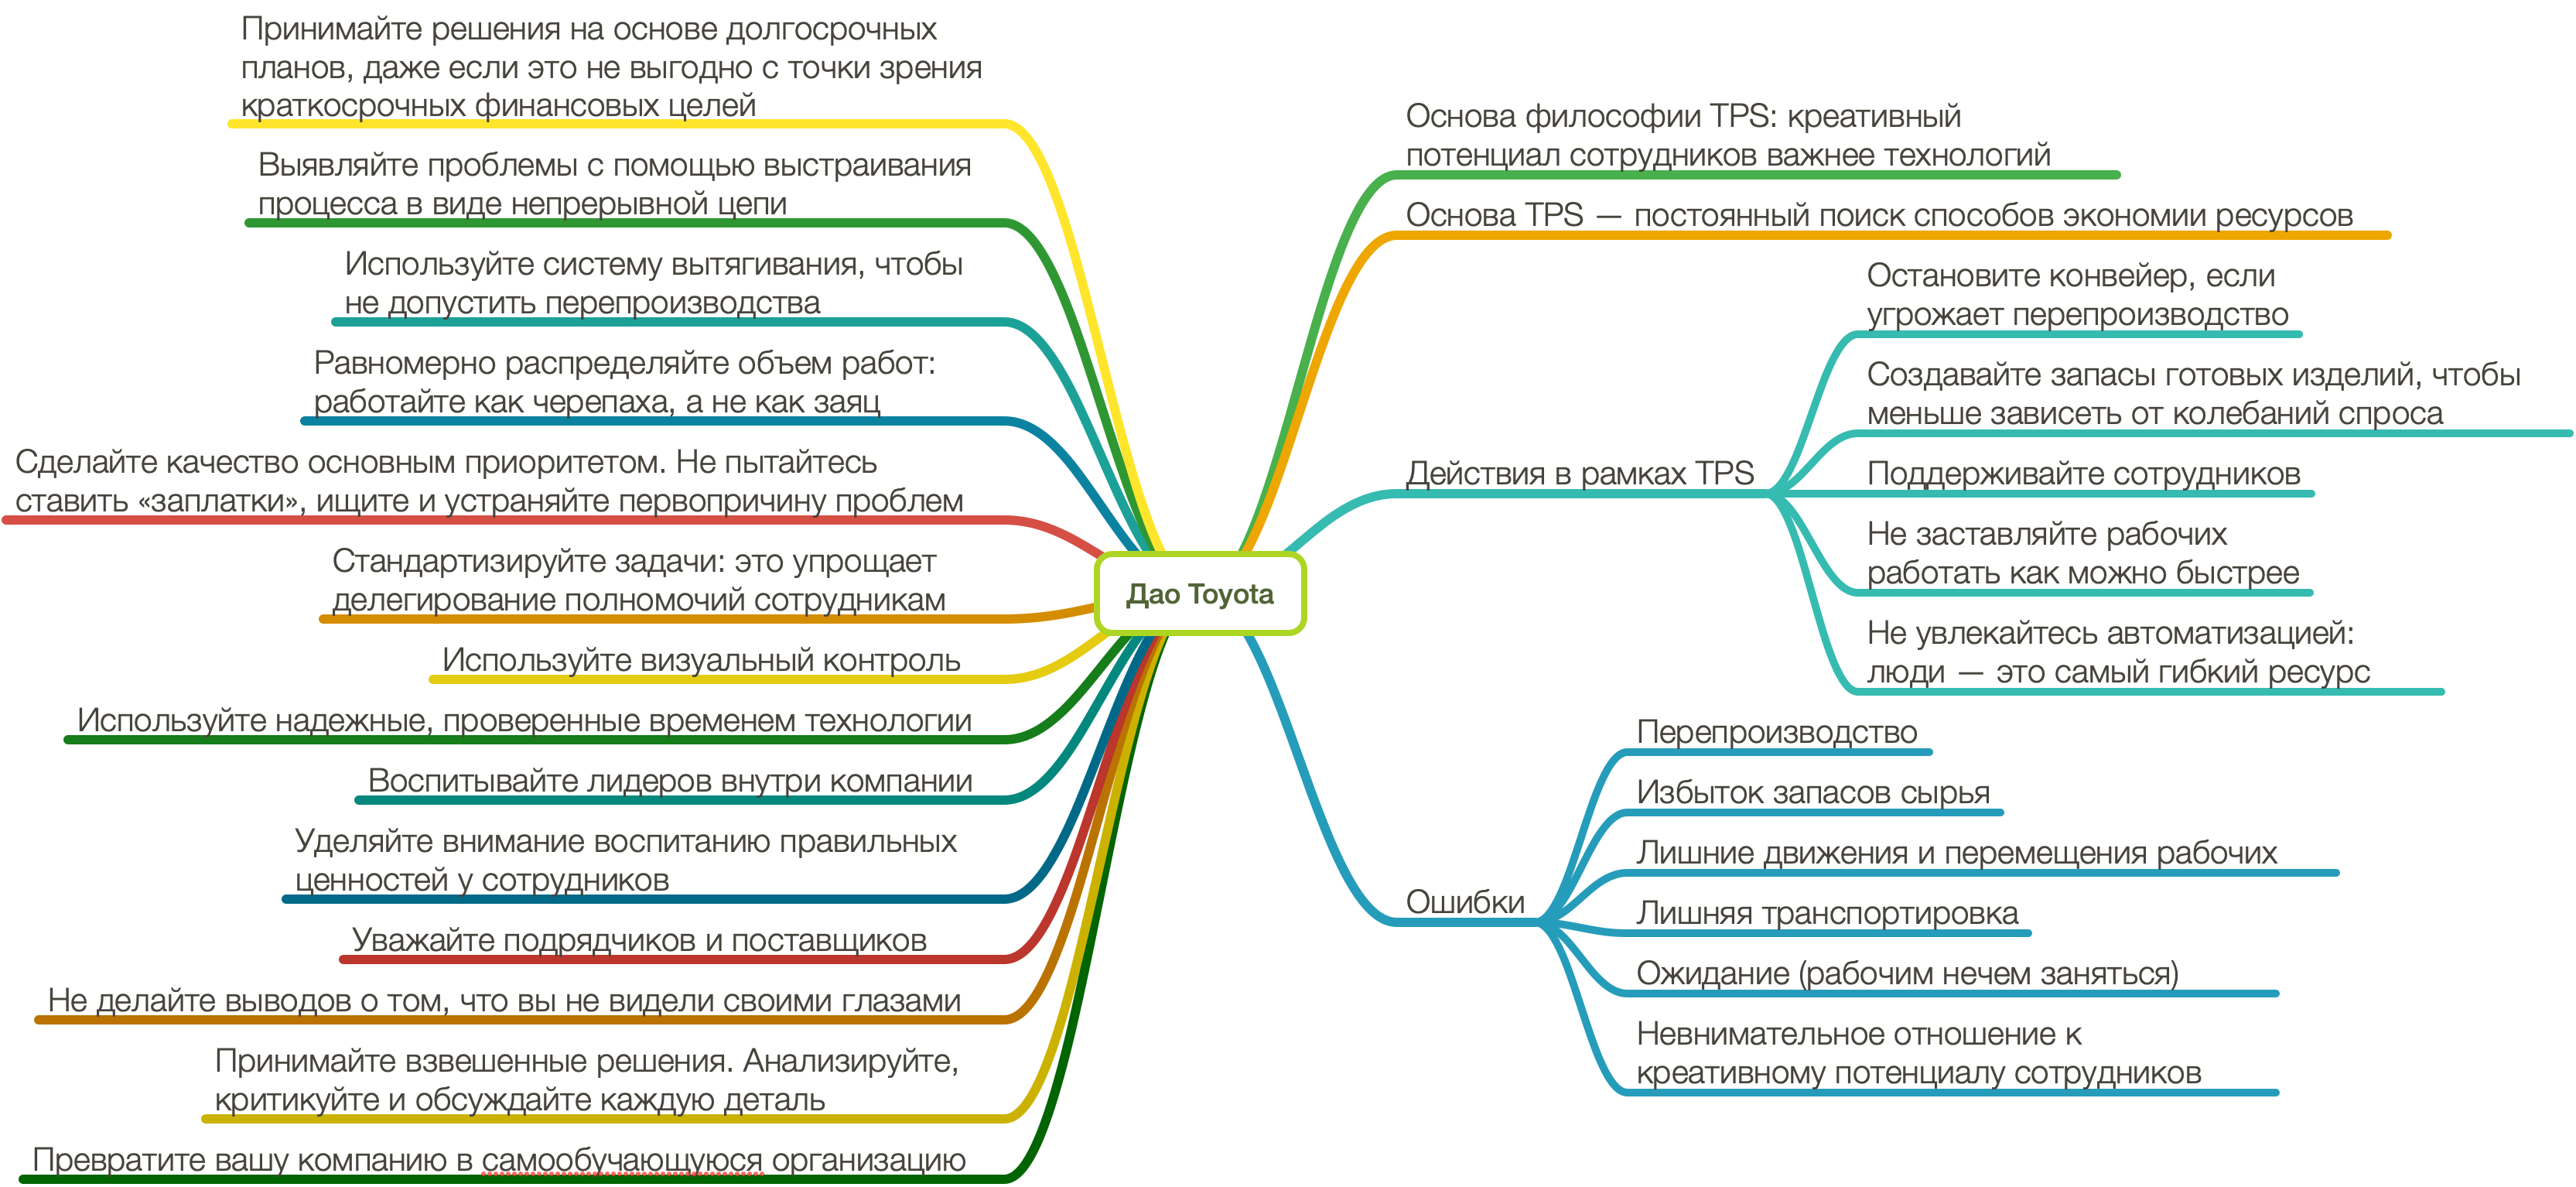 Принимайте решения на основе долгосрочных
планов, даже если это не выгодно с точки зрения
краткосрочных финансовых целей
Выявляйте проблемы с помощью выстраивания
процесса в виде непрерывной цепи
Используйте систему вытягивания, чтобы
не допустить перепроизводства
Равномерно распределяйте объем работ:
работайте как черепаха, а не как заяц
Сделайте качество основным приоритетом. Не пытайтесь
ставить «заплатки», ищите и устраняйте первопричину проблем
Стандартизируйте задачи: это упрощает
делегирование полномочий сотрудникам
Используйте визуальный контроль
Используйте надежные, проверенные временем технологии
Воспитывайте лидеров внутри компании
Уделяйте внимание воспитанию правильных
ценностей у сотрудников
Уважайте подрядчиков и поставщиков
Не делайте выводов о том, что вы не видели своими глазами
Принимайте взвешенные решения. Анализируйте,
критикуйте и обсуждайте каждую деталь
Превратите вашу компанию в самообучающуюся организацию
Дао Toyota
Основа философии TPS: креативный
потенциал сотрудников важнее технологий
Основа TPS — постоянный поиск способов экономии ресурсов
Действия в рамках TPS
Остановите конвейер, если
угрожает перепроизводство
Создавайте запасы готовых изделий, чтобы
меньше зависеть от колебаний спроса
Поддерживайте сотрудников
Не заставляйте рабочих
работать как можно быстрее
Не увлекайтесь автоматизацией:
люди — это самый гибкий ресурс
Ошибки
Перепроизводство
Избыток запасов сырья
Лишние движения и перемещения рабочих
Лишняя транспортировка
Ожидание (рабочим нечем заняться)
Невнимательное отношение к
креативному потенциалу сотрудников